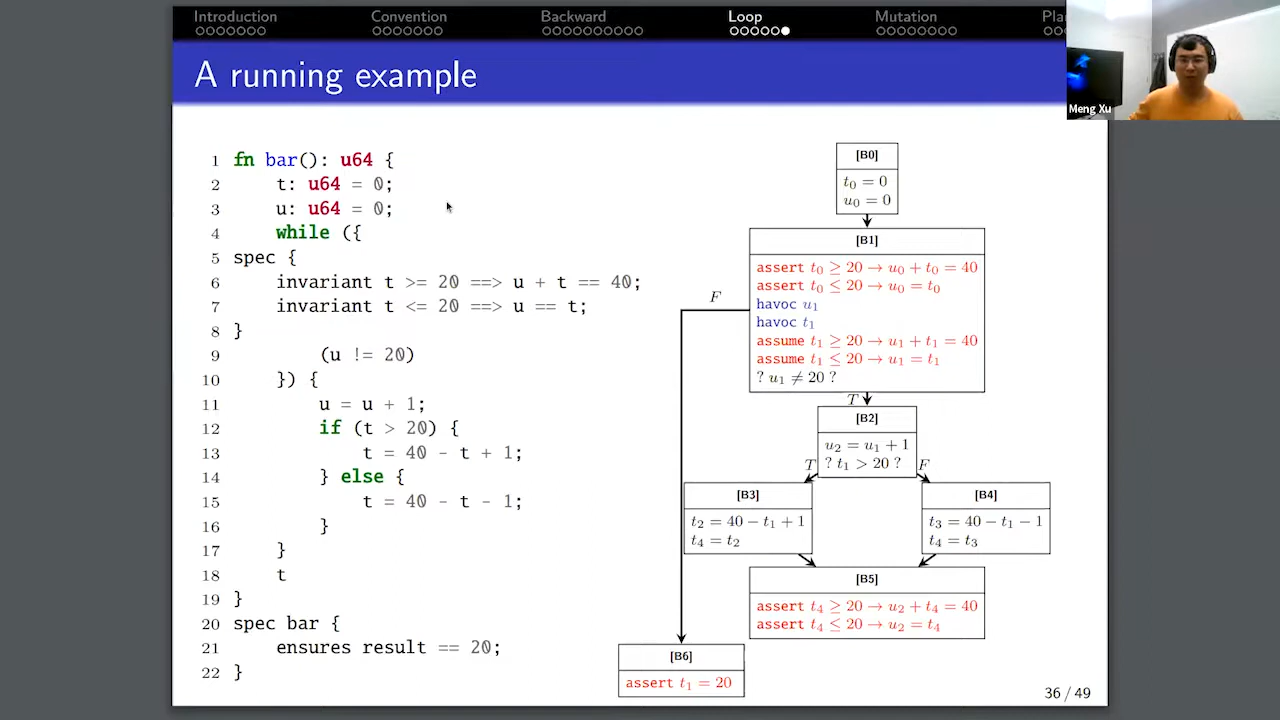 Introduction Convention Backward Loop Mutation Pla
A running example
Meng Xu
1 fn bar(): u64 {
2 t: u64 = 0;
3 u: u64 = 0;
4 while ({
5 spec {
6 invariant t >= 20 ==> u + t == 40;
7 invariant t <= 20 ==> u == t;
8 }
9 (u != 20)
10 }) {
11 u = u + 1;
12 if (t > 20) {
13 t = 40 - t + 1;
14 } else {
15 t = 40 - t - 1;
16 }
17 }
18 t
19 }
20 spec bar {
21 ensures result == 20;
22 }
[B0]
t₀ = 0
u₀ = 0
[B1]
assert t₀ ≥ 20 → u₀ + t₀ = 40
assert t₀ ≤ 20 → u₀ = t₀
havoc u₁
havoc t₁
assume t₁ ≥ 20 → u₁ + t₁ = 40
assume t₁ ≤ 20 → u₁ = t₁
? u₁ ≠ 20 ?
F
T
[B2]
u₂ = u₁ + 1
? t₁ > 20 ?
T F
[B3]
t₂ = 40 − t₁ + 1
t₄ = t₂
[B4]
t₃ = 40 − t₁ − 1
t₄ = t₃
[B5]
assert t₄ ≥ 20 → u₂ + t₄ = 40
assert t₄ ≤ 20 → u₂ = t₄
[B6]
assert t₁ = 20
36 / 49